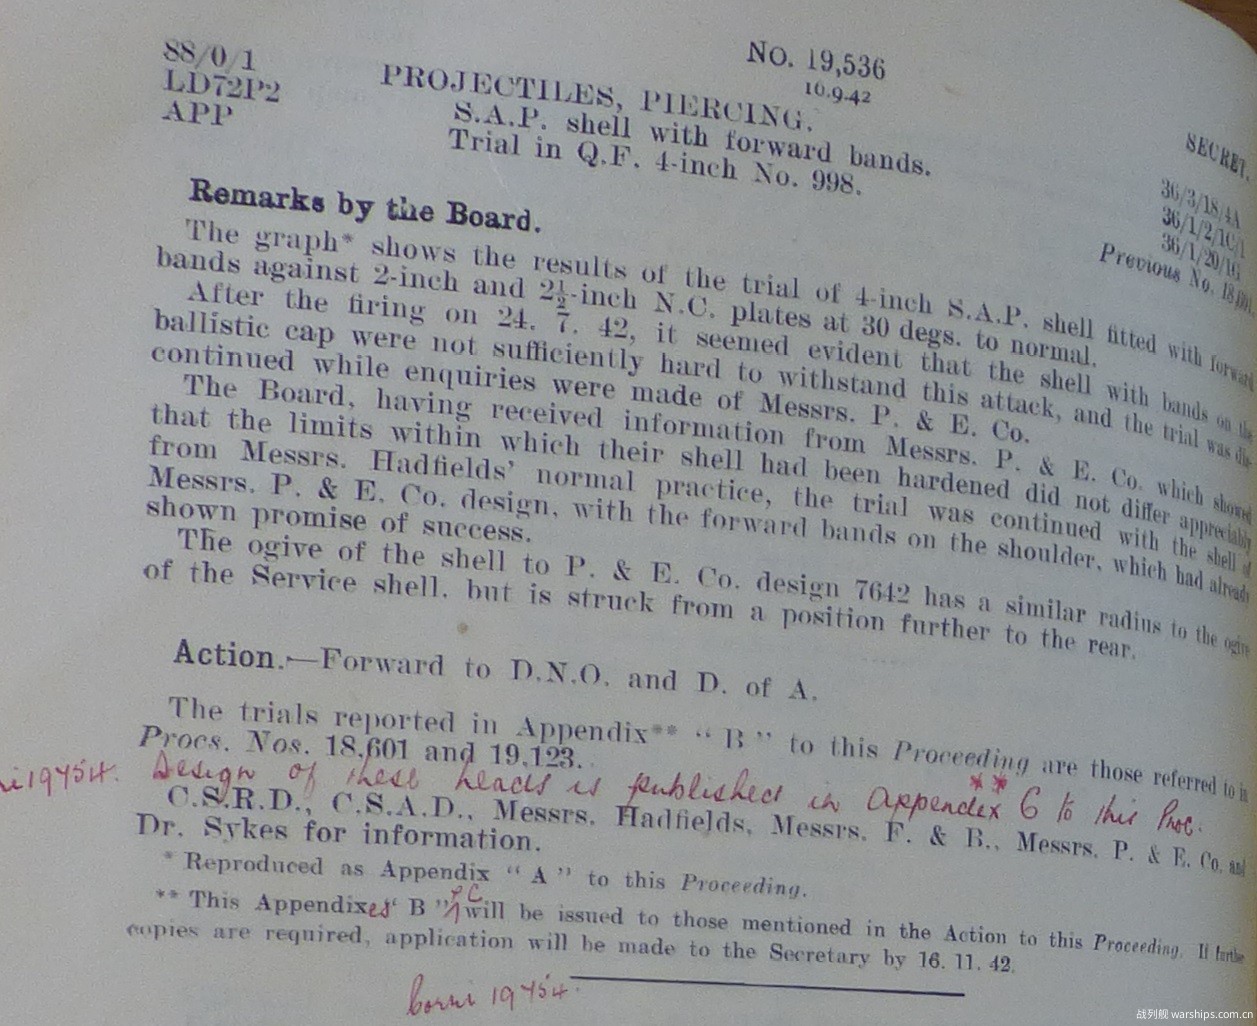 88/0/1
LD72P2
APP
NO. 19,536
10.9.42
PROJECTILES, PIERCING.
S.A.P. shell with forward bands.
Trial in Q.F. 4-inch No. 998.
SECRET.
36/3/18/4A
36/1/2/1C/1
36/1/20/1G
Previous No.
Remarks by the Board.
The graph* shows the results of the trial of 4-inch S.A.P. shell fitted with forward
bands against 2-inch and 2½-inch N.C. plates at 30 degs. to normal.
After the firing on 24. 7. 42, it seemed evident that the shell with bands on the
ballistic cap were not sufficiently hard to withstand this attack, and the trial was dis-
continued while enquiries were made of Messrs. P. & E. Co.
The Board, having received information from Messrs. P. & E. Co. which showed
that the limits within which their shell had been hardened did not differ appreciably
from Messrs. Hadfields' normal practice, the trial was continued with the shell of
Messrs. P. & E. Co. design, with the forward bands on the shoulder, which had already
shown promise of success.
The ogive of the shell to P. & E. Co. design 7642 has a similar radius to the ogive
of the Service shell, but is struck from a position further to the rear.
Action.—Forward to D.N.O. and D. of A.
The trials reported in Appendix** “ B ” to this Proceeding are those referred to in
Procs. Nos. 18,601 and 19,123.
19754. Design of these heads is published in Appendix ** C to this Proc.
C.S.R.D., C.S.A.D., Messrs. Hadfields, Messrs. F. & B., Messrs. P. & E. Co. and
Dr. Sykes for information.
* Reproduced as Appendix “ A ” to this Proceeding.
** This Appendixes “ B ” & C will be issued to those mentioned in the Action to this Proceeding. If further
copies are required, application will be made to the Secretary by 16. 11. 42.
19754.
战列舰 warships.com.cn